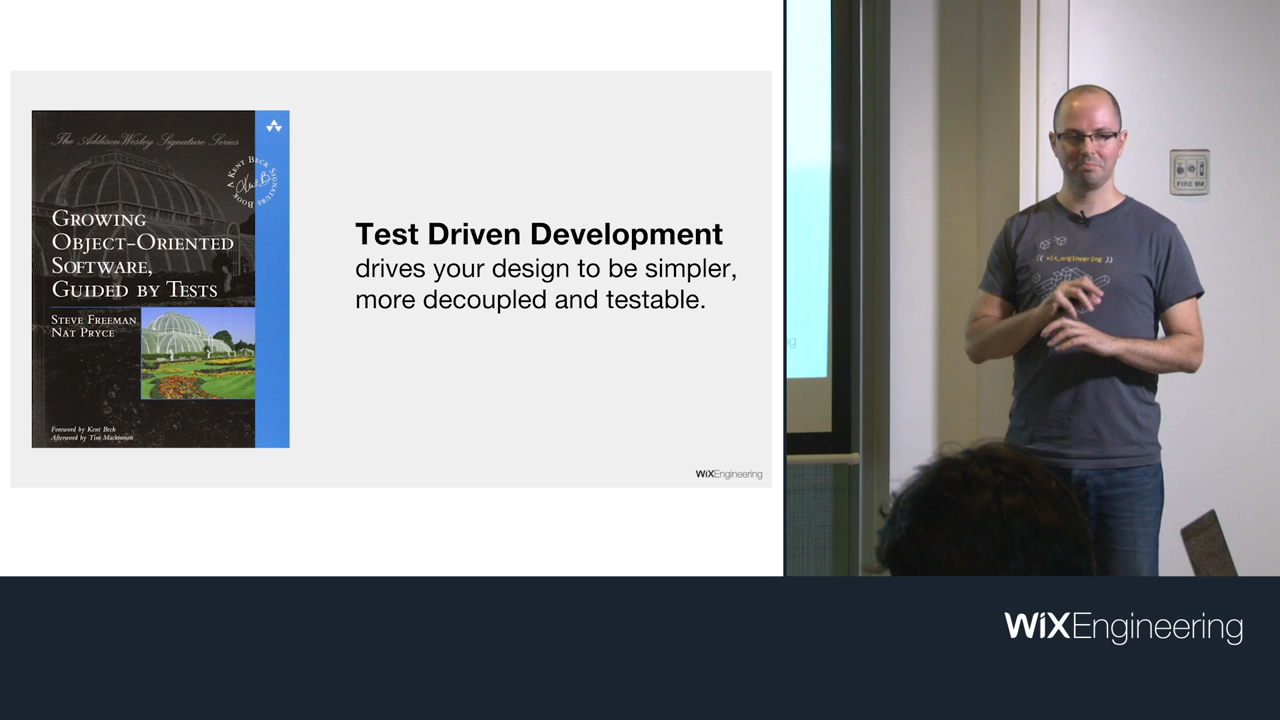 The Addison Wesley Signature Series
A KENT BECK SIGNATURE BOOK
GROWING
OBJECT-ORIENTED
SOFTWARE,
GUIDED BY TESTS
STEVE FREEMAN
NAT PRYCE
Foreword by Kent Beck
Afterword by Tim Mackinnon
Test Driven Development
drives your design to be simpler,
more decoupled and testable.
WiXEngineering
{{ wix_engineering }}
FIRE
WiXEngineering